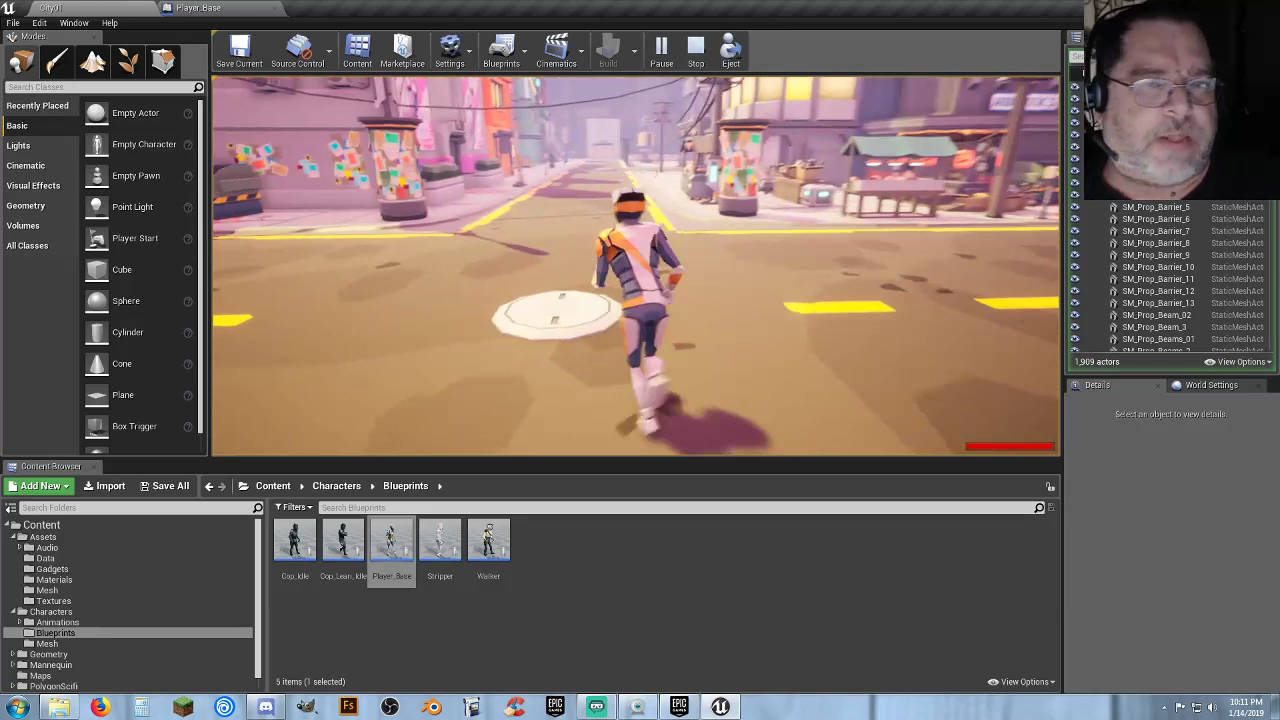 City01
Player_Base
File Edit Window Help
Modes
Search Classes
Recently Placed
Basic
Lights
Cinematic
Visual Effects
Geometry
Volumes
All Classes
Empty Actor
Empty Character
Empty Pawn
Point Light
Player Start
Cube
Sphere
Cylinder
Cone
Plane
Box Trigger
Save Current
Source Control
Content
Marketplace
Settings
Blueprints
Cinematics
Build
Pause
Stop
Eject
SM_Prop_Barrier_5 StaticMeshAct
SM_Prop_Barrier_6 StaticMeshAct
SM_Prop_Barrier_7 StaticMeshAct
SM_Prop_Barrier_8 StaticMeshAct
SM_Prop_Barrier_9 StaticMeshAct
SM_Prop_Barrier_10 StaticMeshAct
SM_Prop_Barrier_11 StaticMeshAct
SM_Prop_Barrier_12 StaticMeshAct
SM_Prop_Barrier_13 StaticMeshAct
SM_Prop_Beam_02 StaticMeshAct
SM_Prop_Beam_3 StaticMeshAct
SM_Prop_Beams_01 StaticMeshAct
1,909 actors
View Options
Details
World Settings
Select an object to view details.
Content Browser
Add New
Import
Save All
Content
Characters
Blueprints
Search Folders
Filters
Search Blueprints
Content
Assets
Audio
Data
Gadgets
Materials
Mesh
Textures
Characters
Animations
Blueprints
Mesh
Geometry
Mannequin
Maps
PolygonScifi
Cop_Idle
Cop_Lean_Idle
Player_Base
Stripper
Walker
5 items (1 selected)
View Options
Fs
EPIC GAMES
EPIC GAMES
10:11 PM
1/14/2019